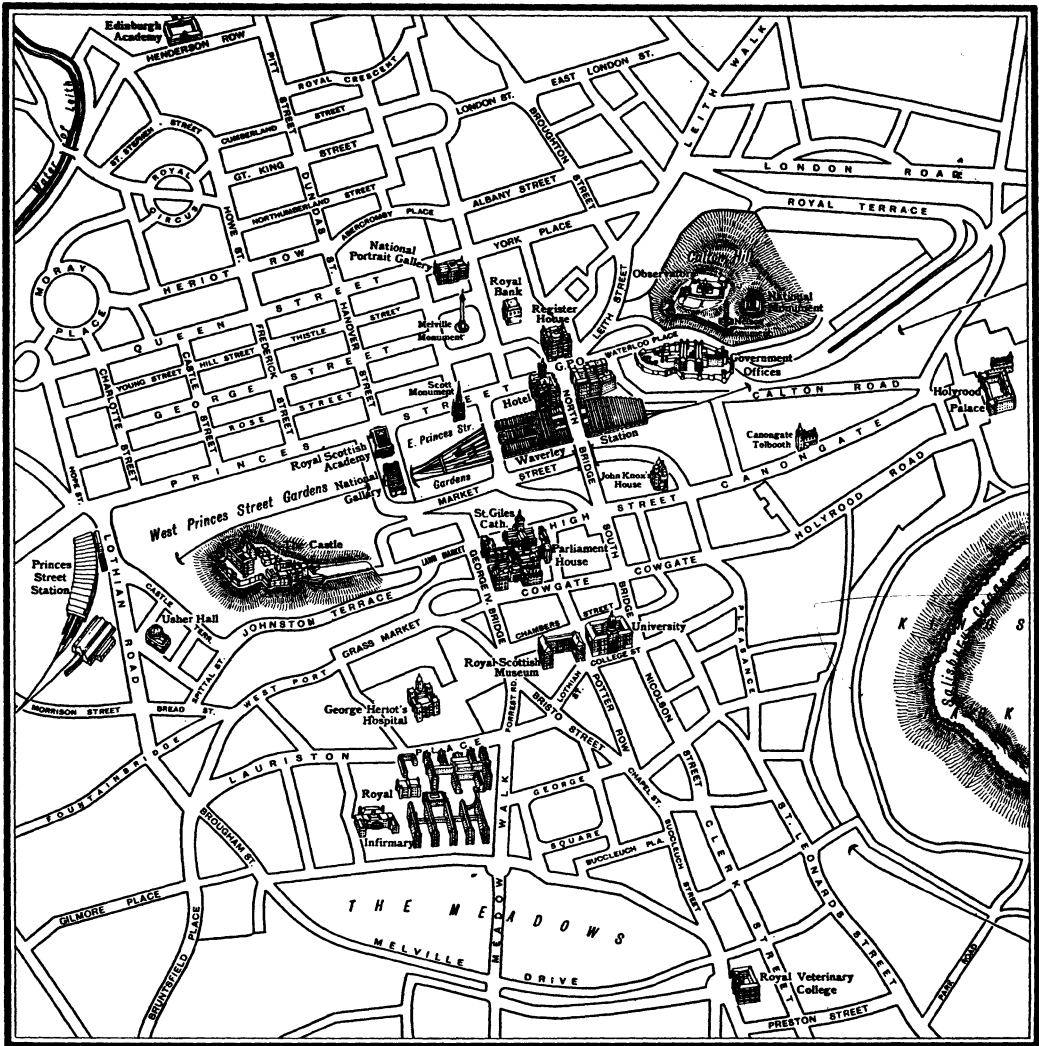 Edinburgh
Academy
HENDERSON ROW
PITT
STREET
ROYAL CRESCENT
EAST LONDON ST.
LEITH WALK
Water of Leith
ST. STEPHEN STREET
CUMBERLAND STREET
LONDON ST.
BROUGHTON
STREET
LONDON ROAD
ROYAL
CIRCUS
GT. KING STREET
DUNDAS
ST.
NORTHUMBERLAND STREET
ALBANY STREET
ROYAL TERRACE
HOWE ST.
ABERCROMBY PLACE
YORK PLACE
National
Portrait Gallery
Calton Hill
MORAY
PLACE
HERIOT ROW
Royal
Bank
Observatory
National
Monument
QUEEN STREET
HANOVER
STREET
THISTLE STREET
Melville
Monument
Register
House
LEITH STREET
FREDERICK
STREET
HILL STREET
YOUNG STREET
CASTLE
STREET
WATERLOO PLACE
Government
Offices
G.P.O.
CHARLOTTE
STREET
GEORGE STREET
Scott
Monument
Hotel
NORTH
BRIDGE
CALTON ROAD
Holyrood
Palace
ROSE STREET
PRINCES STREET
E. Princes Str.
Gardens
Station
Waverley
Canongate
Tolbooth
Royal Scottish
Academy
National
Gallery
HOPE ST.
John Knox's
House
CANONGATE
West Princes Street Gardens
MARKET STREET
HOLYROOD ROAD
St. Giles
Cath.
HIGH STREET
LOTHIAN
ROAD
Castle
LAWN MARKET
Parliament
House
SOUTH
BRIDGE
Princes
Street
Station
GEORGE IV. BRIDGE
COWGATE
COWGATE
CASTLE
TERR.
JOHNSTON TERRACE
Usher Hall
GRASS MARKET
CHAMBERS STREET
University
PLEASANCE
KINGS
PARK
Salisbury Crags
Royal Scottish
Museum
COLLEGE ST
SPITTAL ST.
WEST PORT
LOTHIAN
ST.
POTTER ROW
NICOLSON
STREET
George Heriot's
Hospital
FORREST RD.
BRISTO STREET
MORRISON STREET
BREAD ST.
FOUNTAINBRIDGE
LAURISTON PLACE
Royal
Infirmary
GEORGE
SQUARE
CHAPEL ST.
MEADOW WALK
BROUGHAM ST.
BUCCLEUCH PLA.
BUCCLEUCH STREET
CLERK STREET
ST. LEONARDS STREET
GILMORE PLACE
BRUNTSFIELD PLACE
THE MEADOWS
MELVILLE DRIVE
Royal Veterinary
College
PARK ROAD
PRESTON STREET